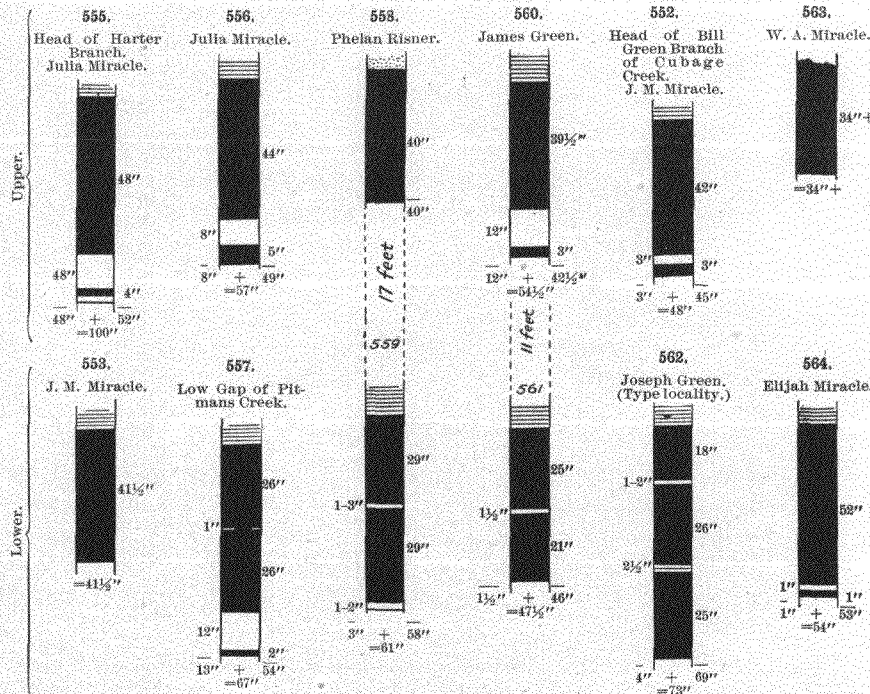 Upper.
555.
Head of Harter
Branch.
Julia Miracle.
48"
48"
4"
48" + 52"
=100"
556.
Julia Miracle.
44"
8"
5"
8" + 49"
=57"
558.
Phelan Risner.
40"
40"
17 feet
559
29"
1-3"
29"
1-2"
3" + 58"
=61"
560.
James Green.
39½"
12"
3"
12" + 42½"
=54½"
11 feet
561
25"
1½"
21"
1½" + 46"
=47½"
552.
Head of Bill
Green Branch
of Cubage
Creek.
J. M. Miracle.
42"
3"
3"
3" + 45"
=48"
563.
W. A. Miracle.
34"+
=34"+
Lower.
553.
J. M. Miracle.
41½"
=41½"
557.
Low Gap of Pit-
mans Creek.
26"
1"
26"
12"
2"
13" + 54"
=67"
562.
Joseph Green.
(Type locality.)
18"
1-2"
26"
2½"
25"
4" + 69"
=73"
564.
Elijah Miracle.
52"
1"
1"
1" + 53"
=54"